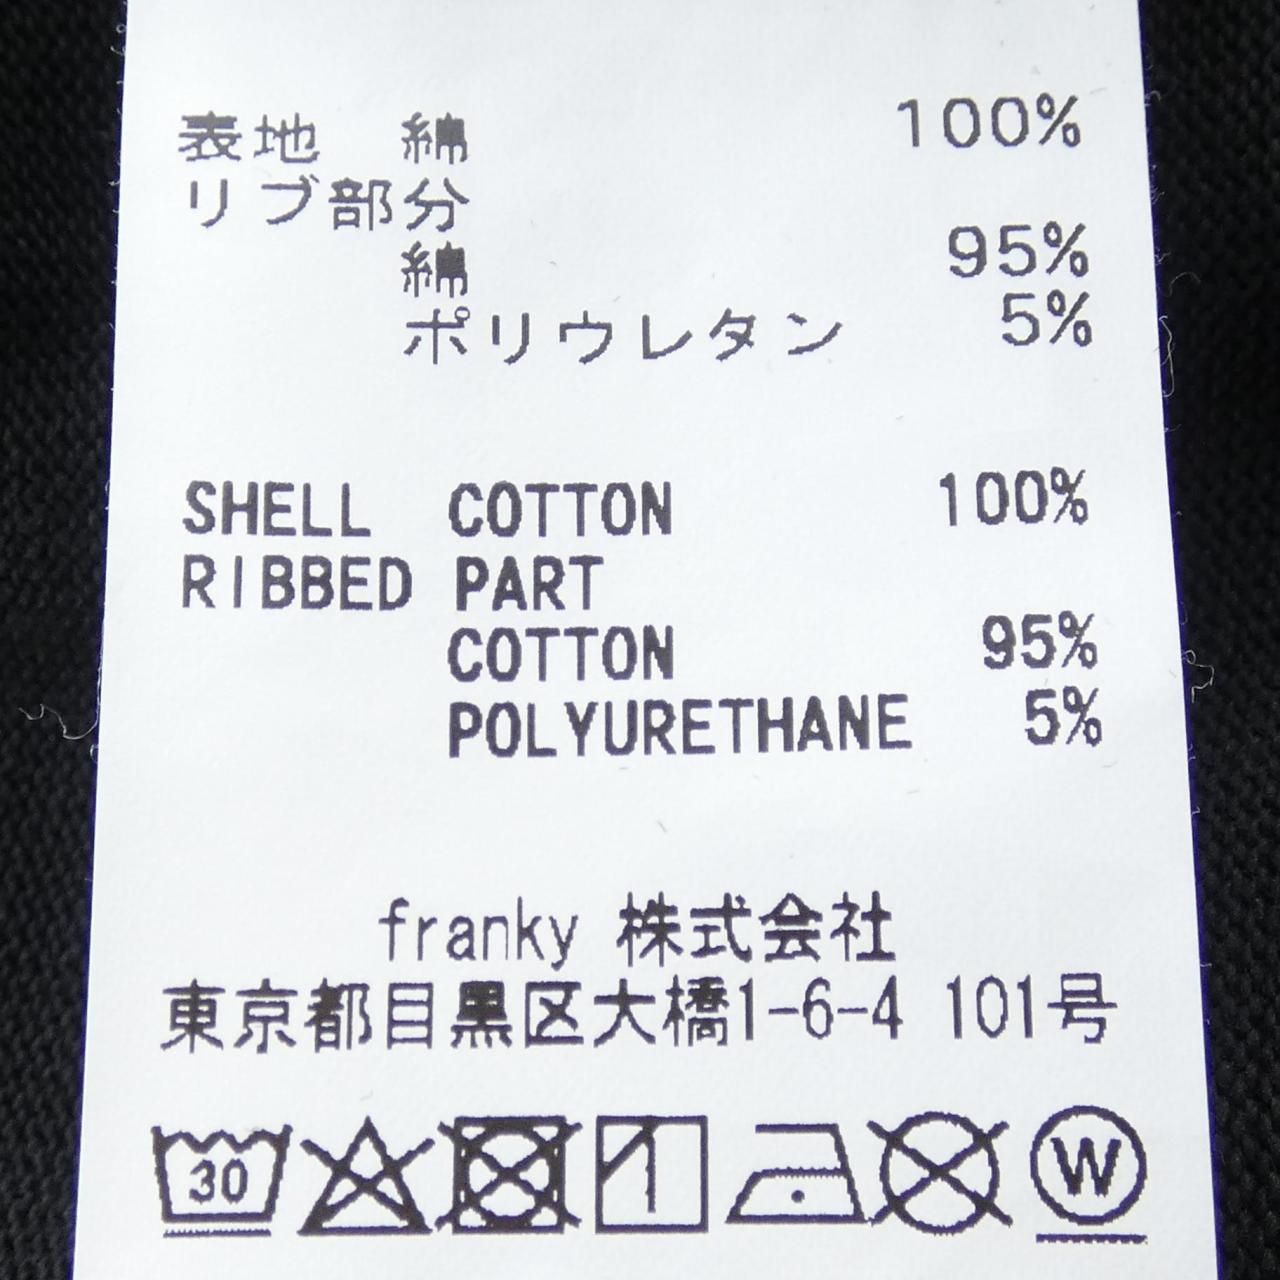 表地 綿 100%
リブ部分
綿 95%
ポリウレタン 5%
SHELL COTTON 100%
RIBBED PART
COTTON 95%
POLYURETHANE 5%
franky 株式会社
東京都目黒区大橋1-6-4 101号
30 W